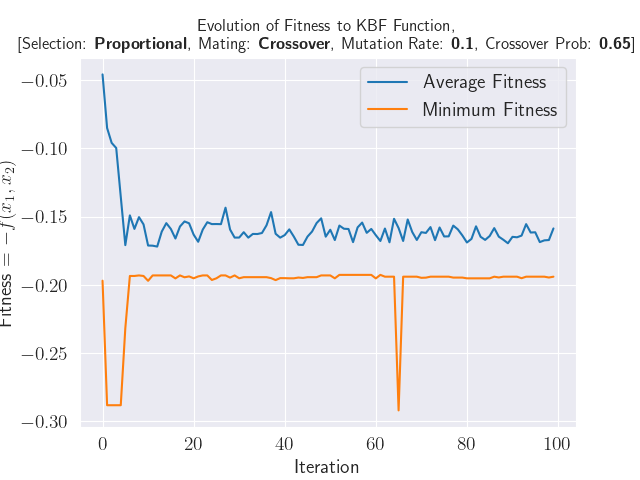 Evolution of Fitness to KBF Function,
[Selection: Proportional, Mating: Crossover, Mutation Rate: 0.1, Crossover Prob: 0.65]
Average Fitness
Minimum Fitness
−0.05
−0.10
−0.15
−0.20
−0.25
−0.30
Fitness = −f(x₁, x₂)
0 20 40 60 80 100
Iteration